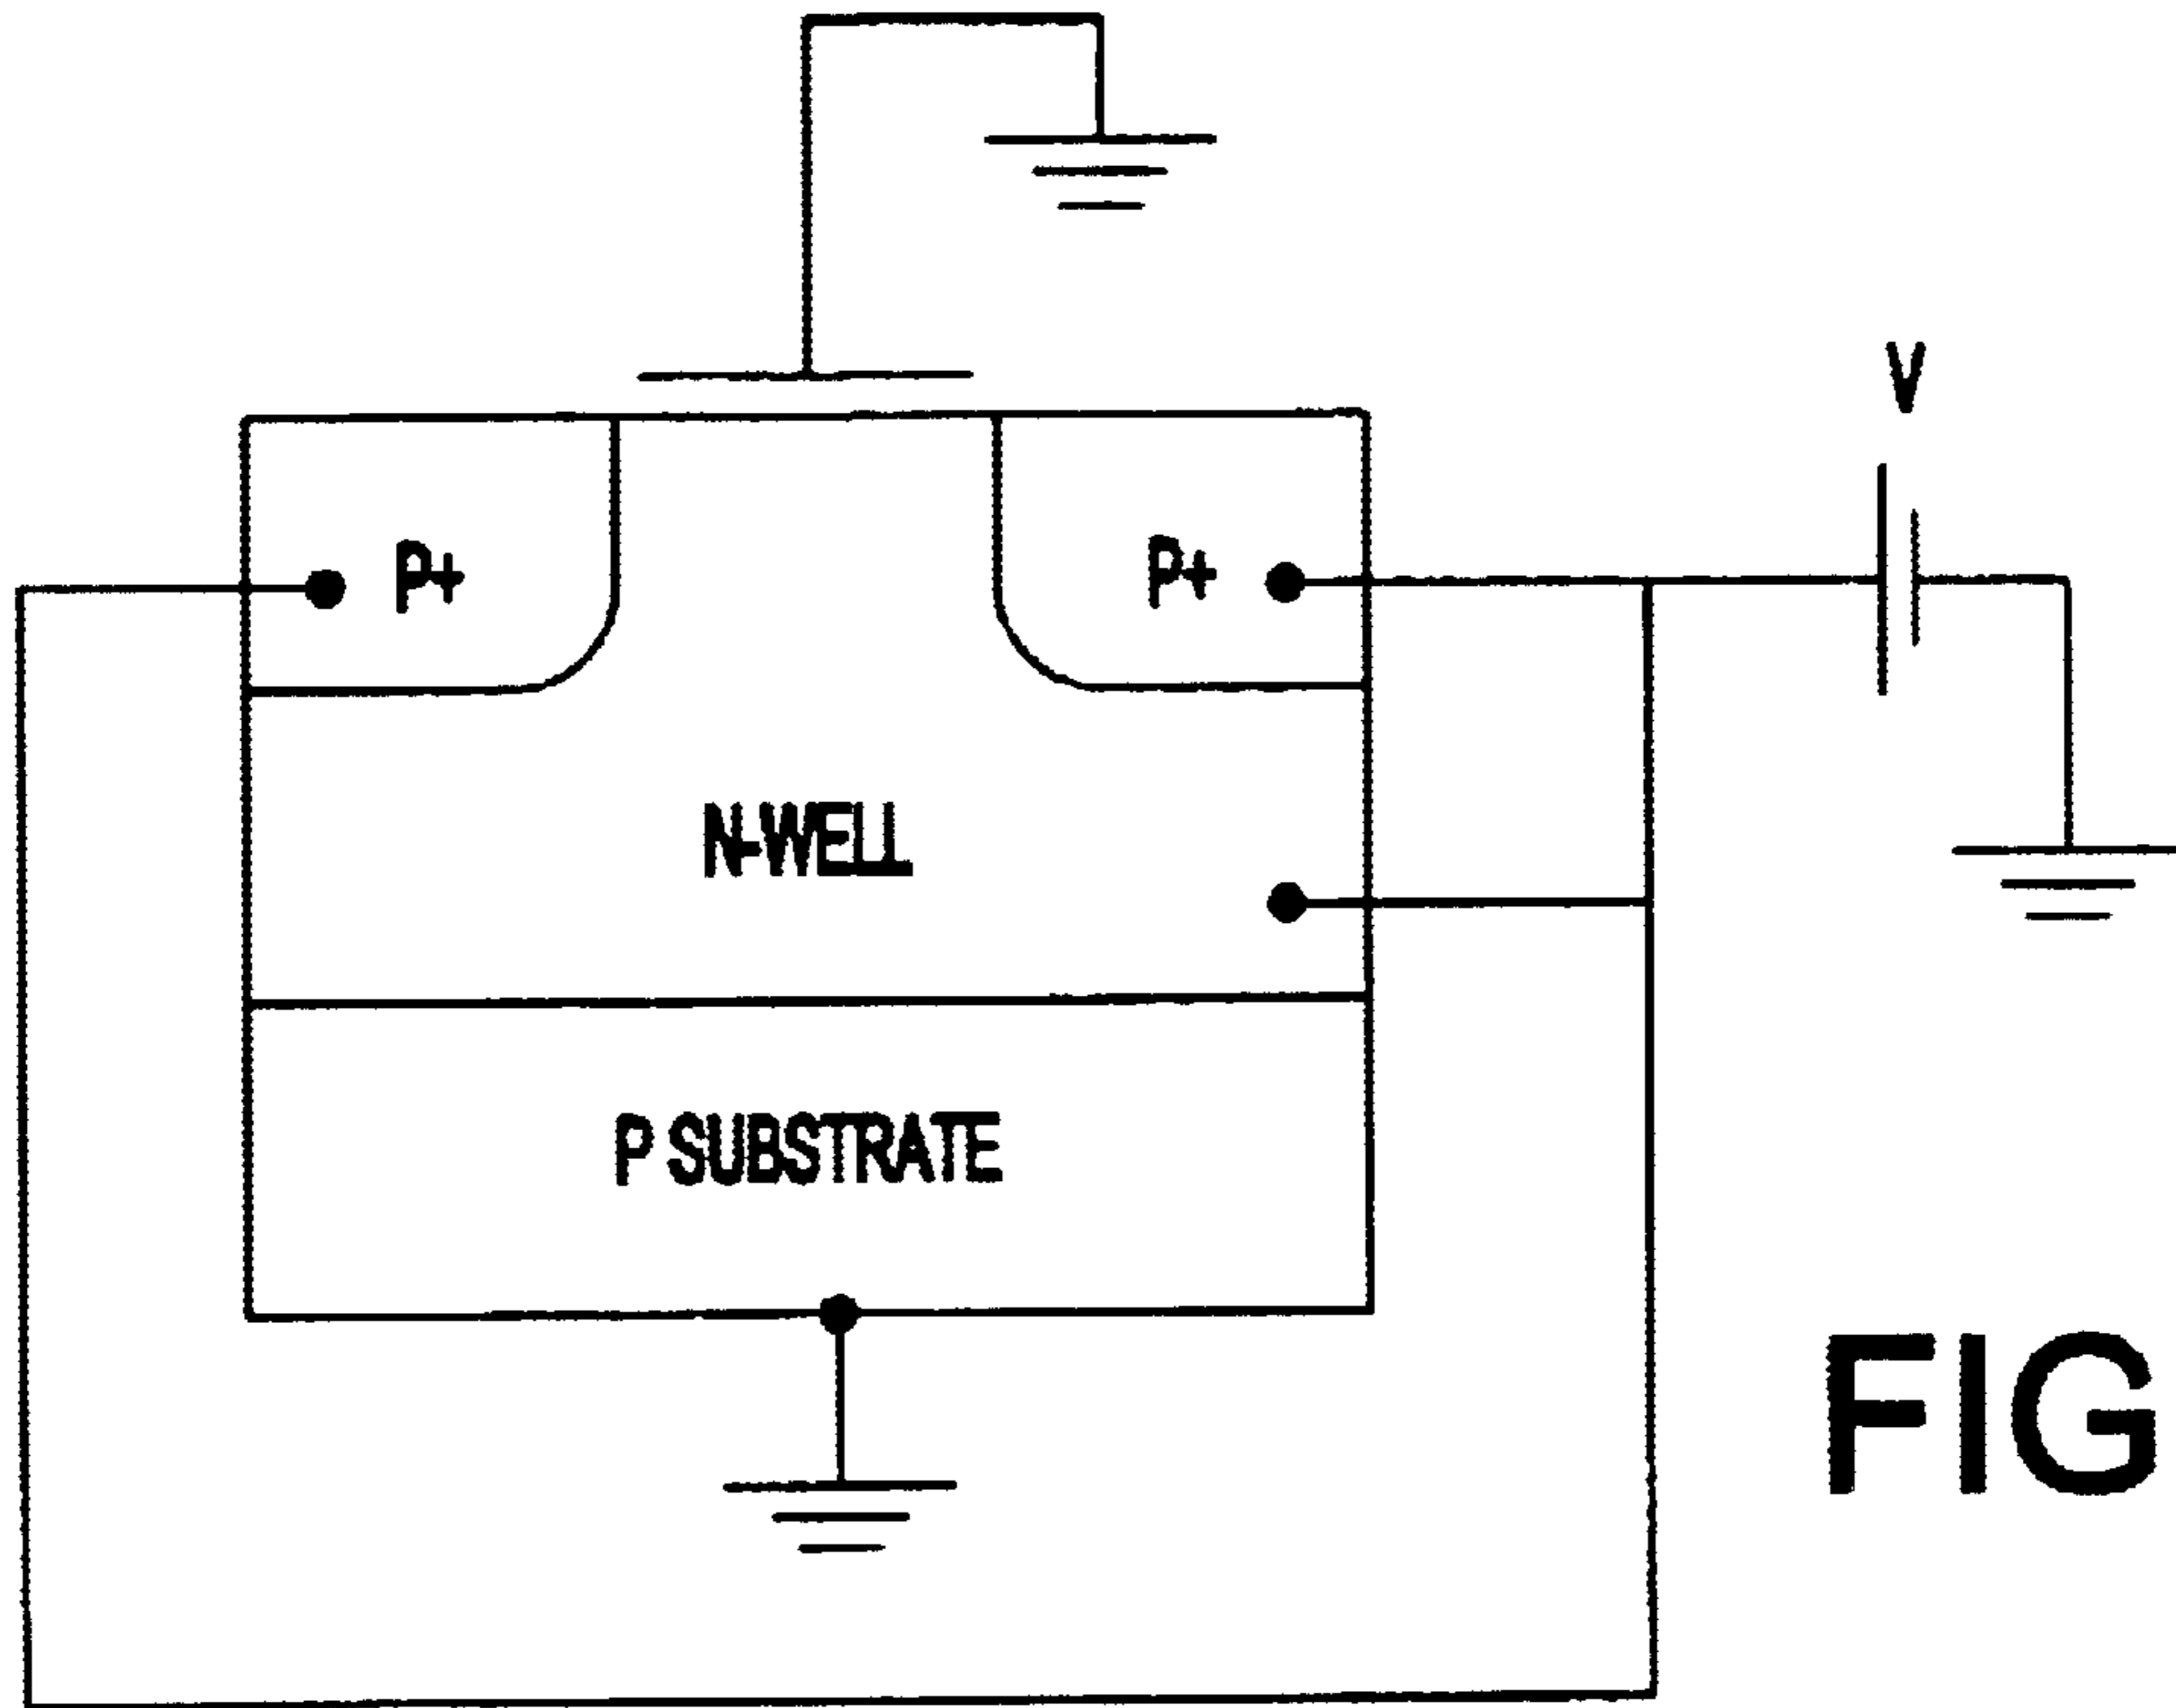 V
P+
P+
N-WELL
P SUBSTRATE
FIG